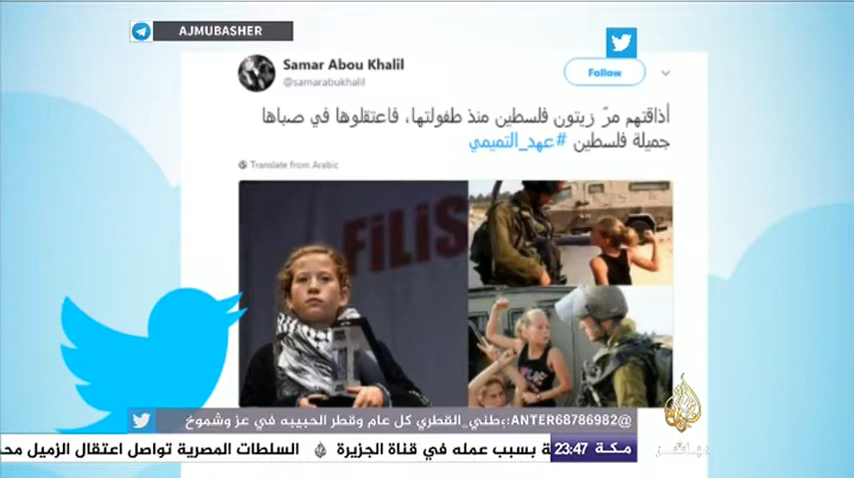 AJMUBASHER
Samar Abou Khalil
@samarabukhalil
Follow
أذاقتهم مرّ زيتون فلسطين منذ طفولتها، فاعتقلوها في صباها
جميلة فلسطين #عهد_التميمي
Translate from Arabic
FiLiS
@ANTER68786982:وطني_القطري كل عام وقطر الحبيبه في عز وشموخ
مكة 23:47
ة بسبب عمله في قناة الجزيرة
السلطات المصرية تواصل اعتقال الزميل محم